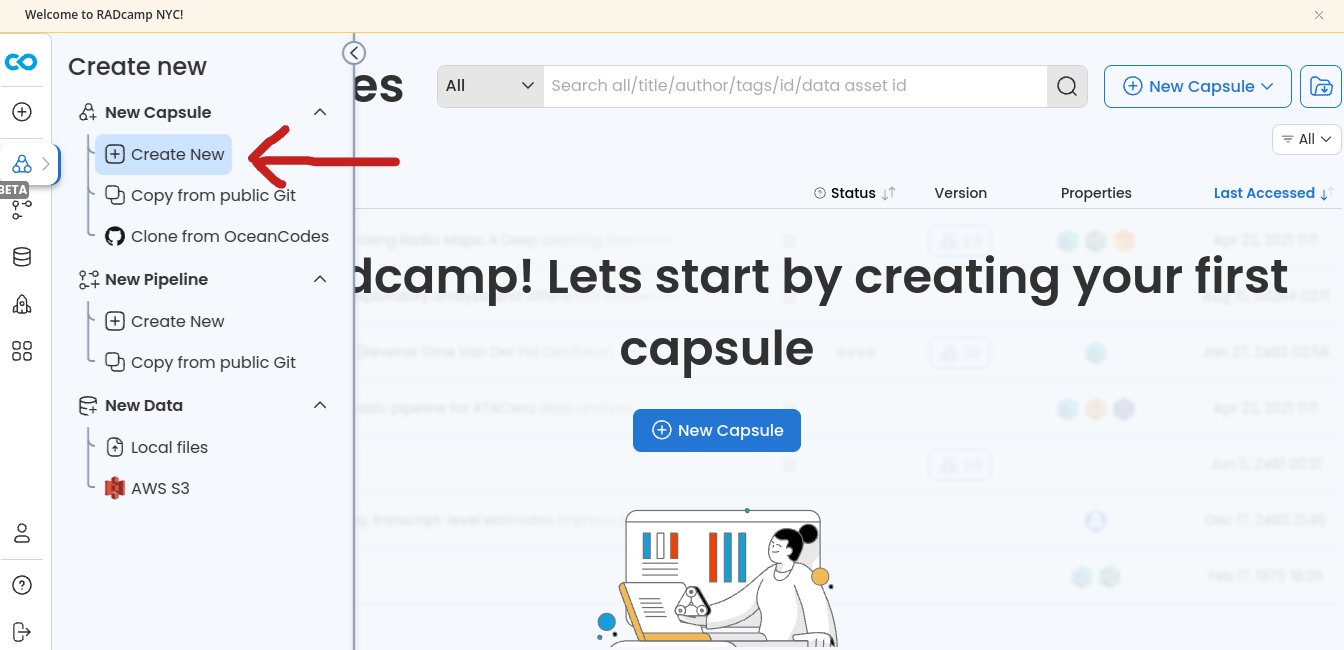 Welcome to RADcamp NYC!
Create new
New Capsule
Create New
Copy from public Git
Clone from OceanCodes
New Pipeline
Create New
Copy from public Git
New Data
Local files
AWS S3
BETA
es
All
Search all/title/author/tags/id/data asset id
New Capsule
All
Status
Version
Properties
Last Accessed
dcamp! Lets start by creating your first
capsule
New Capsule